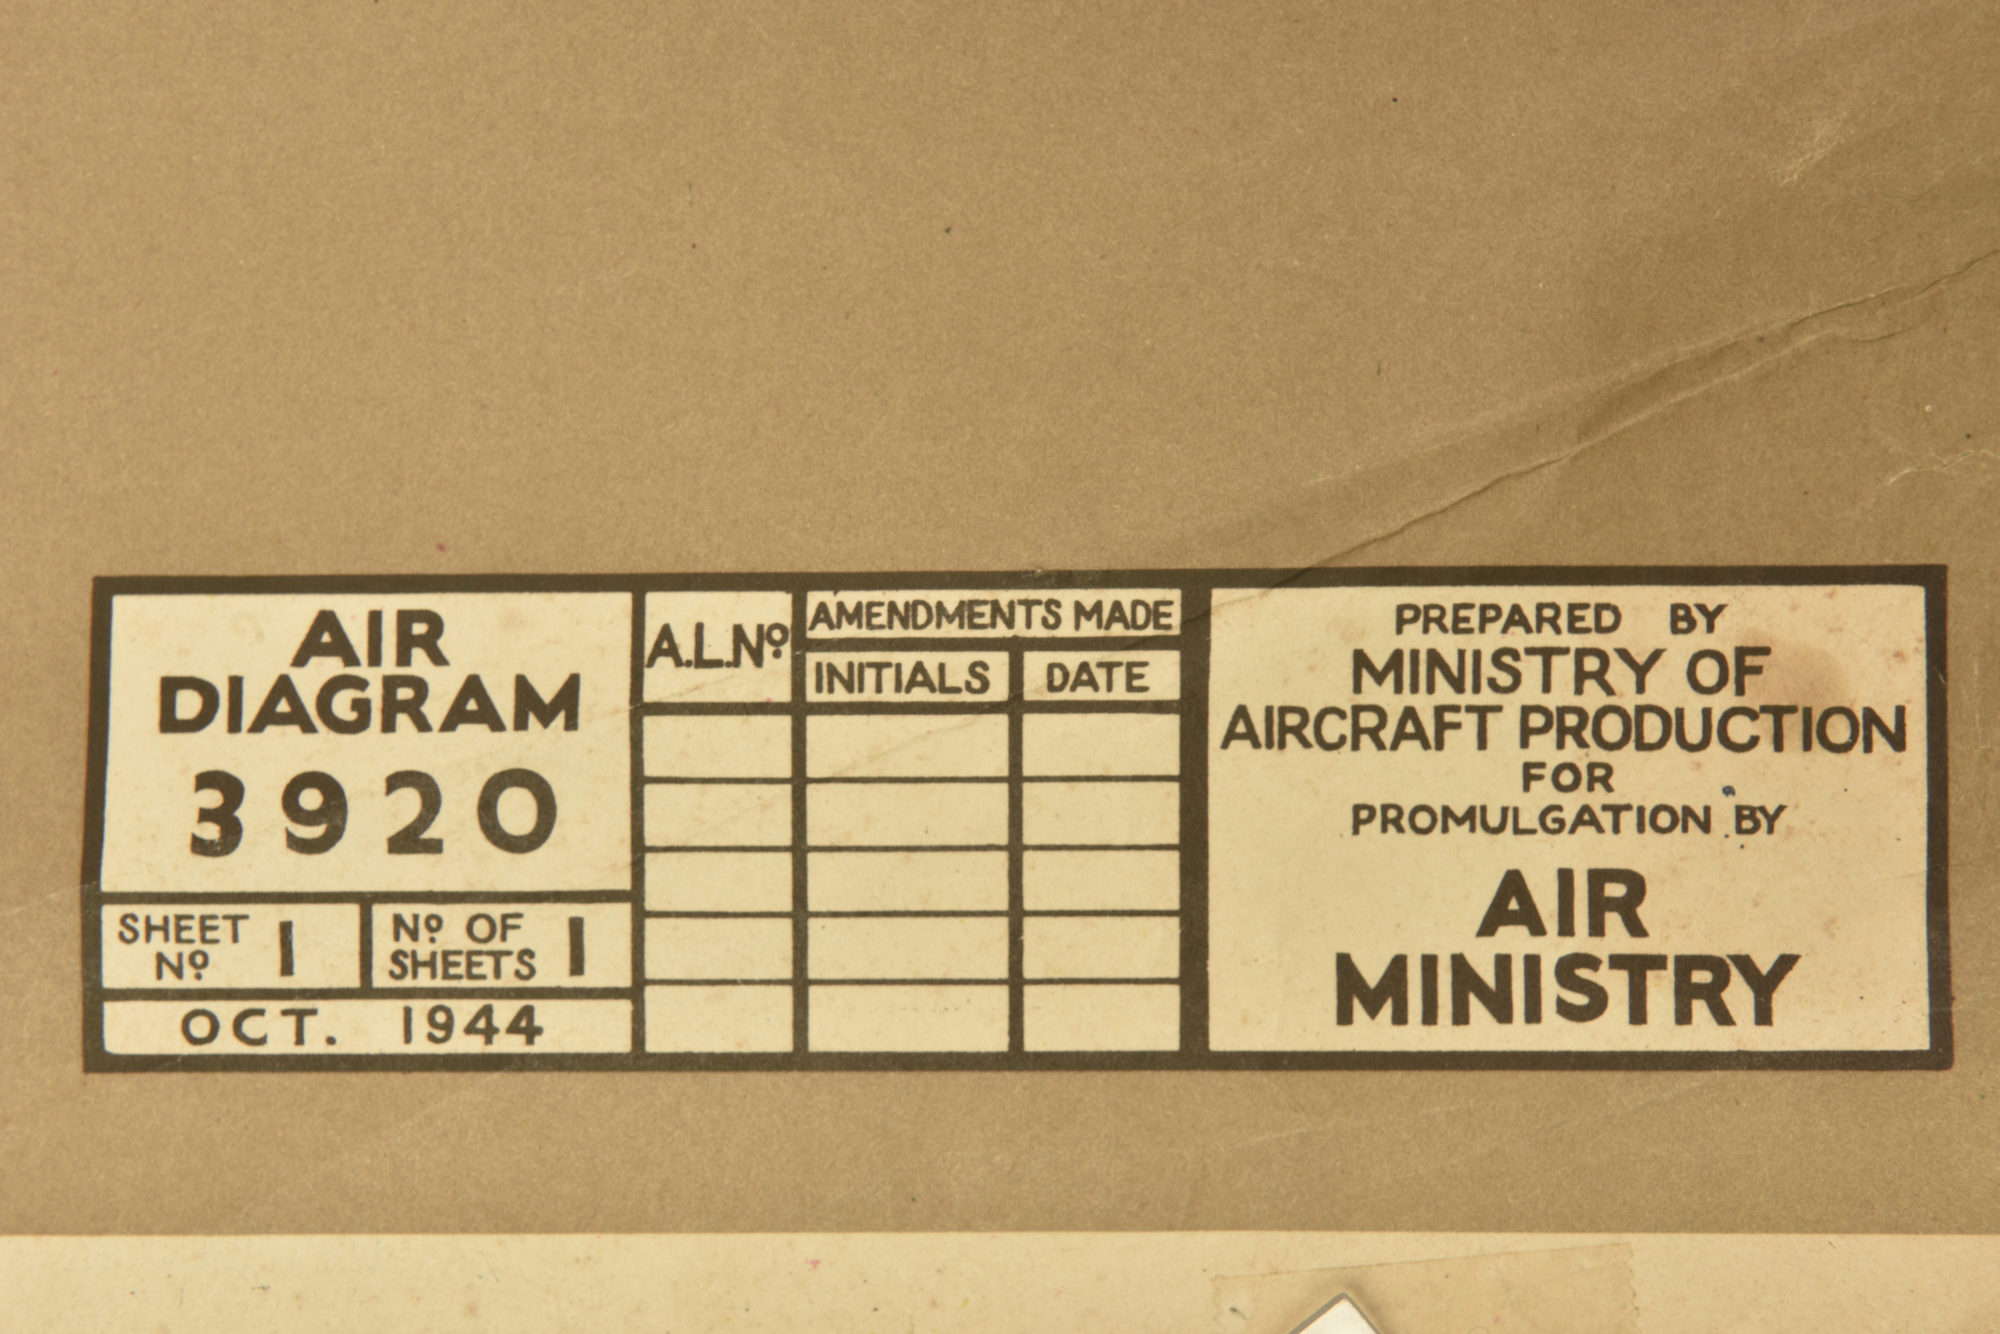 AIR
DIAGRAM
3920
SHEET
Nº 1
Nº OF
SHEETS 1
OCT. 1944
A.L.Nº
AMENDMENTS MADE
INITIALS DATE
PREPARED BY
MINISTRY OF
AIRCRAFT PRODUCTION
FOR
PROMULGATION BY
AIR
MINISTRY